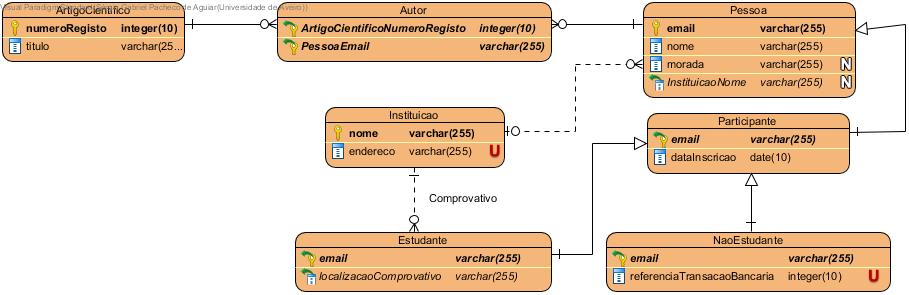 Visual Paradigm Gabriel Pacheco de Aguiar(Universidade de Aveiro))
ArtigoCientifico
numeroRegisto integer(10)
titulo varchar(25...
Autor
ArtigoCientificoNumeroRegisto integer(10)
PessoaEmail varchar(255)
Pessoa
email varchar(255)
nome varchar(255)
morada varchar(255) N
InstituicaoNome varchar(255) N
Instituicao
nome varchar(255)
endereco varchar(255) U
Participante
email varchar(255)
dataInscricao date(10)
Comprovativo
Estudante
email varchar(255)
localizacaoComprovativo varchar(255)
NaoEstudante
email varchar(255)
referenciaTransacaoBancaria integer(10) U